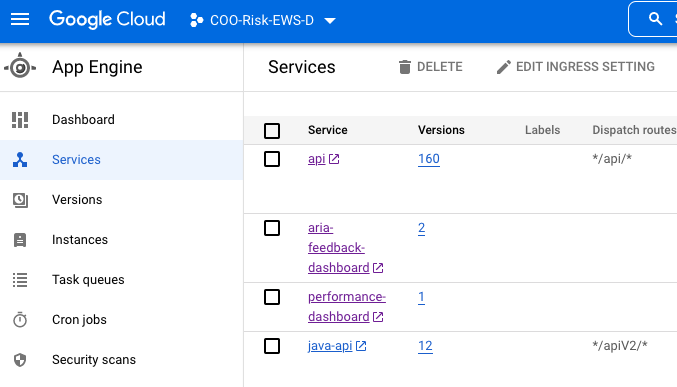 Google Cloud COO-Risk-EWS-D
App Engine Services DELETE EDIT INGRESS SETTING
Dashboard
Services
Versions
Instances
Task queues
Cron jobs
Security scans
Service Versions Labels Dispatch routes
api 160 */api/*
aria-
feedback-
dashboard 2
performance-
dashboard 1
java-api 12 */apiV2/*